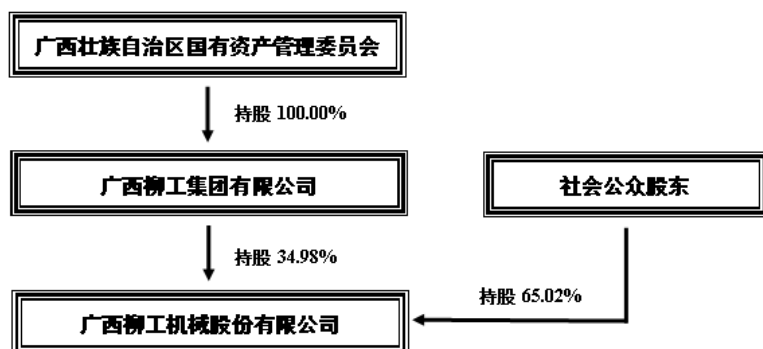 广西壮族自治区国有资产管理委员会
持股 100.00%
广西柳工集团有限公司
社会公众股东
持股 34.98%
持股 65.02%
广西柳工机械股份有限公司